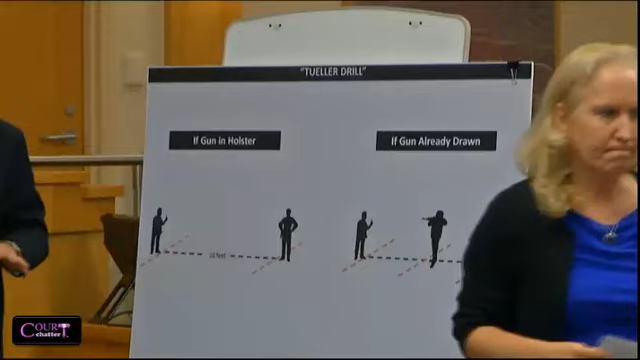 "TUELLER DRILL"
If Gun in Holster
If Gun Already Drawn
COURT
chatter